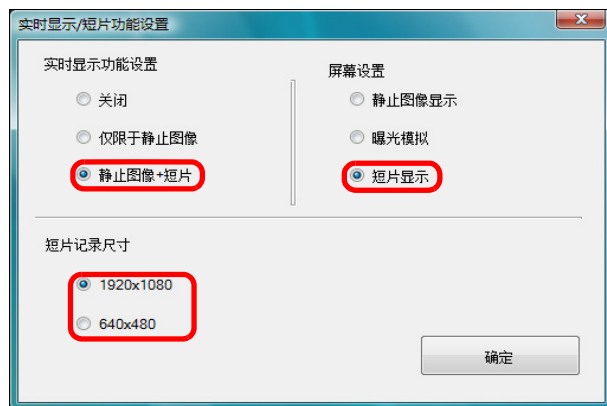 实时显示/短片功能设置
实时显示功能设置
关闭
仅限于静止图像
静止图像+短片
屏幕设置
静止图像显示
曝光模拟
短片显示
短片记录尺寸
1920x1080
640x480
确定